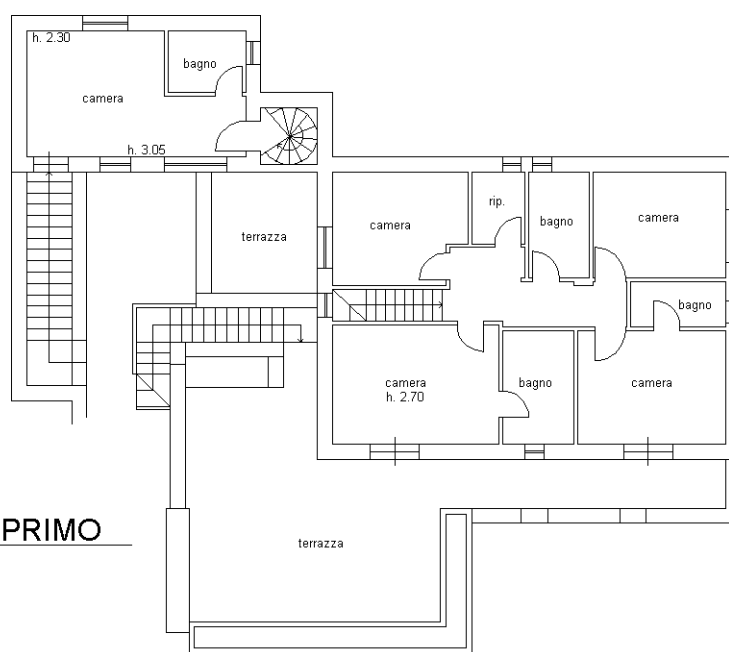 h. 2.30
bagno
camera
h. 3.05
rip.
camera
bagno
camera
terrazza
bagno
camera
h. 2.70
bagno
camera
PRIMO
terrazza